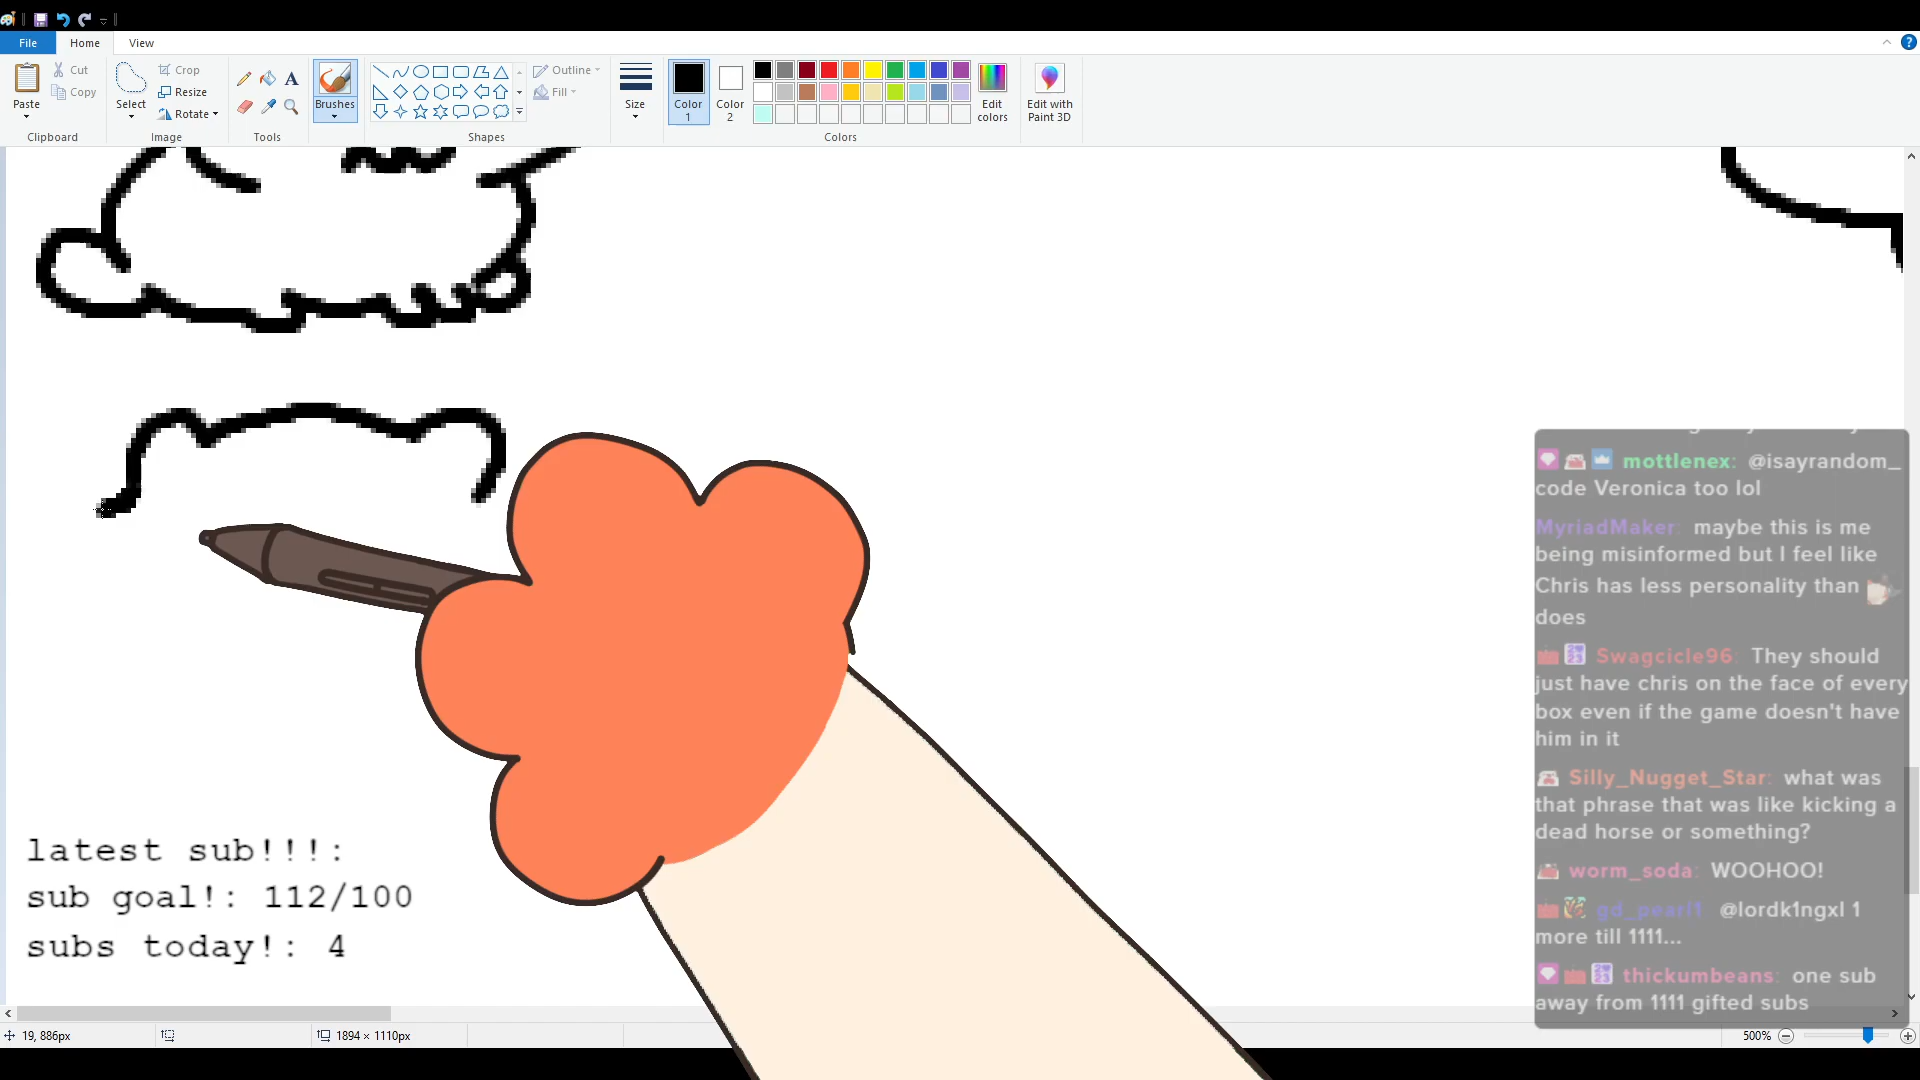 File Home View
Paste Cut Copy Clipboard
Select Crop Resize Rotate Image
Tools
Brushes
Shapes
Outline Fill
Size
Color 1 Color 2
Edit colors
Colors
Edit with Paint 3D
mottlenex: @isayrandom_
code Veronica too lol
MyriadMaker: maybe this is me
being misinformed but I feel like
Chris has less personality than
does
Swagcicle96: They should
just have chris on the face of every
box even if the game doesn't have
him in it
Silly_Nugget_Star: what was
that phrase that was like kicking a
dead horse or something?
worm_soda: WOOHOO!
gd_pearl1 @lordk1ngxl 1
more till 1111...
thickumbeans: one sub
away from 1111 gifted subs
latest sub!!!:
sub goal!: 112/100
subs today!: 4
19, 886px 1894 × 1110px 500%